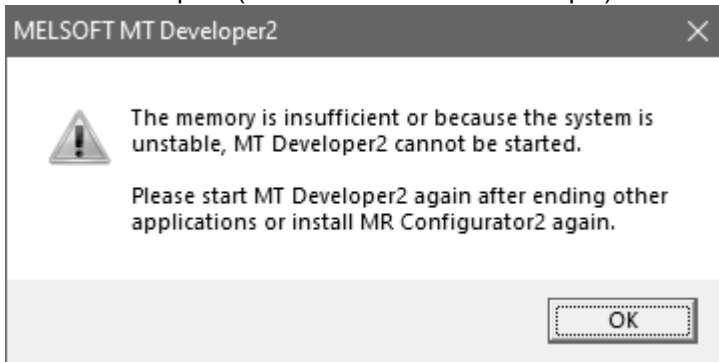 MELSOFT MT Developer2
The memory is insufficient or because the system is
unstable, MT Developer2 cannot be started.
Please start MT Developer2 again after ending other
applications or install MR Configurator2 again.
OK